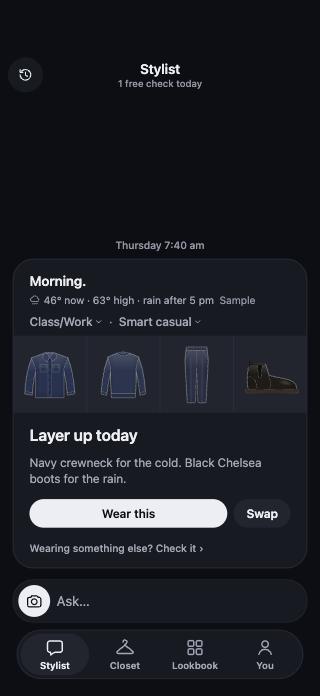 Stylist
1 free check today
Thursday 7:40 am
Morning.
46° now · 63° high · rain after 5 pm Sample
Class/Work · Smart casual
Layer up today
Navy crewneck for the cold. Black Chelsea
boots for the rain.
Wear this
Swap
Wearing something else? Check it ›
Ask...
Stylist
Closet
Lookbook
You